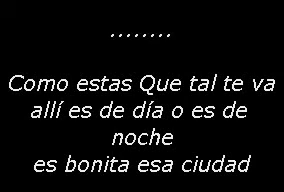 ........
Como estas Que tal te va
allí es de día o es de
noche
es bonita esa ciudad